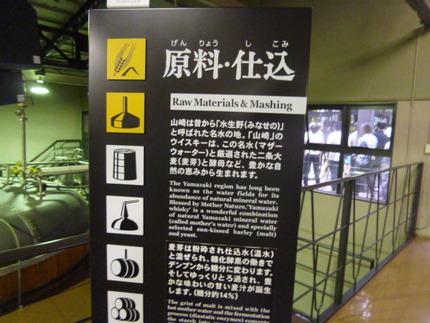 げん りょう し こみ
原料・仕込
Raw Materials & Mashing
山崎は昔から「水生野(みなせの)」
と呼ばれた名水の地。「山崎」の
ウイスキーは、この名水(マザー
ウォーター)と厳選された二条大
麦(麦芽)と酵母など、豊かな自
然の恵みから生まれます。
The Yamazaki region has long been
known as the water fields for its
abundance of natural mineral water.
Blessed by Mother Nature, 'Yamazaki
whisky' is a wonderful combination
of natural Yamazaki mineral water
(called mother's water) and specially
selected sun-kissed barley (malt)
and yeast.
麦芽は粉砕され仕込水(温水)
と混ぜられ、糖化酵素の働きで
デンプンから糖分に変わります。
そしてゆっくりとろ過され、豊
かな味わいの甘い麦汁が誕生
します。(糖分約14%)
The grist of malt is mixed with the
hot mother water and the fermentation
process (diastatic enzymes) converts
the starch into